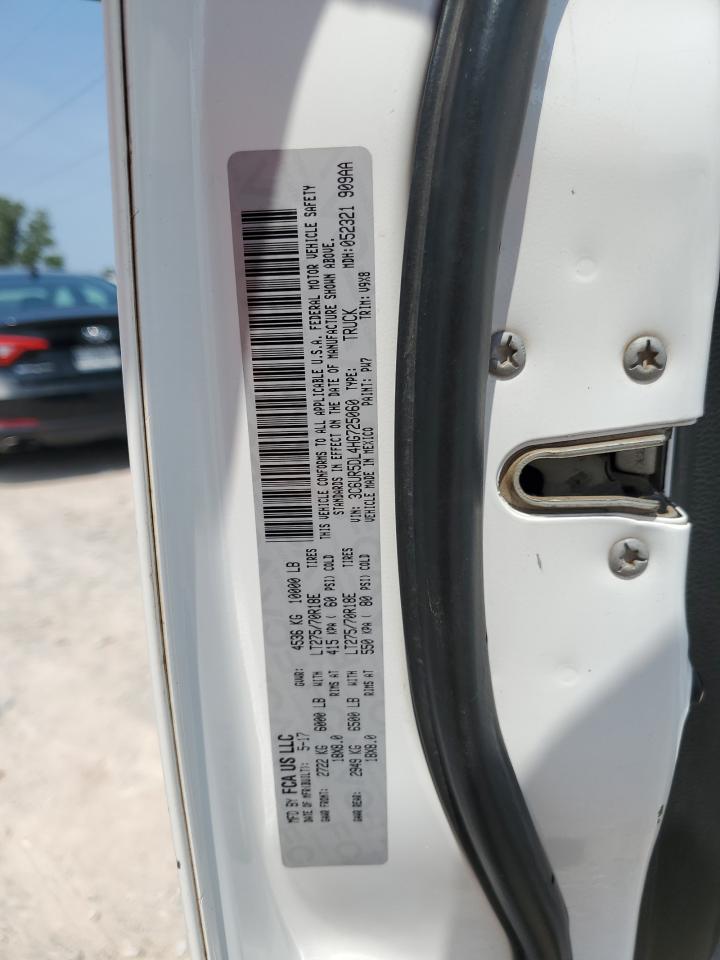 MFD BY FCA US LLC
DATE OF MFR(BUILT): 5-17 GVWR: 4536 KG 10000 LB
GAWR FRONT: 2722 KG 6000 LB WITH LT275/70R18E TIRES
18X8.0 RIMS AT 415 KPA ( 60 PSI) COLD
GAWR REAR: 2949 KG 6500 LB WITH LT275/70R18E TIRES
18X8.0 RIMS AT 550 KPA ( 80 PSI) COLD
THIS VEHICLE CONFORMS TO ALL APPLICABLE U.S.A. FEDERAL MOTOR VEHICLE SAFETY
STANDARDS IN EFFECT ON THE DATE OF MANUFACTURE SHOWN ABOVE.
VIN: 3C6UR5DL4HG725060 TYPE: TRUCK MDH:052321 909AA
VEHICLE MADE IN MEXICO PAINT: PW7 TRIM: V9X8